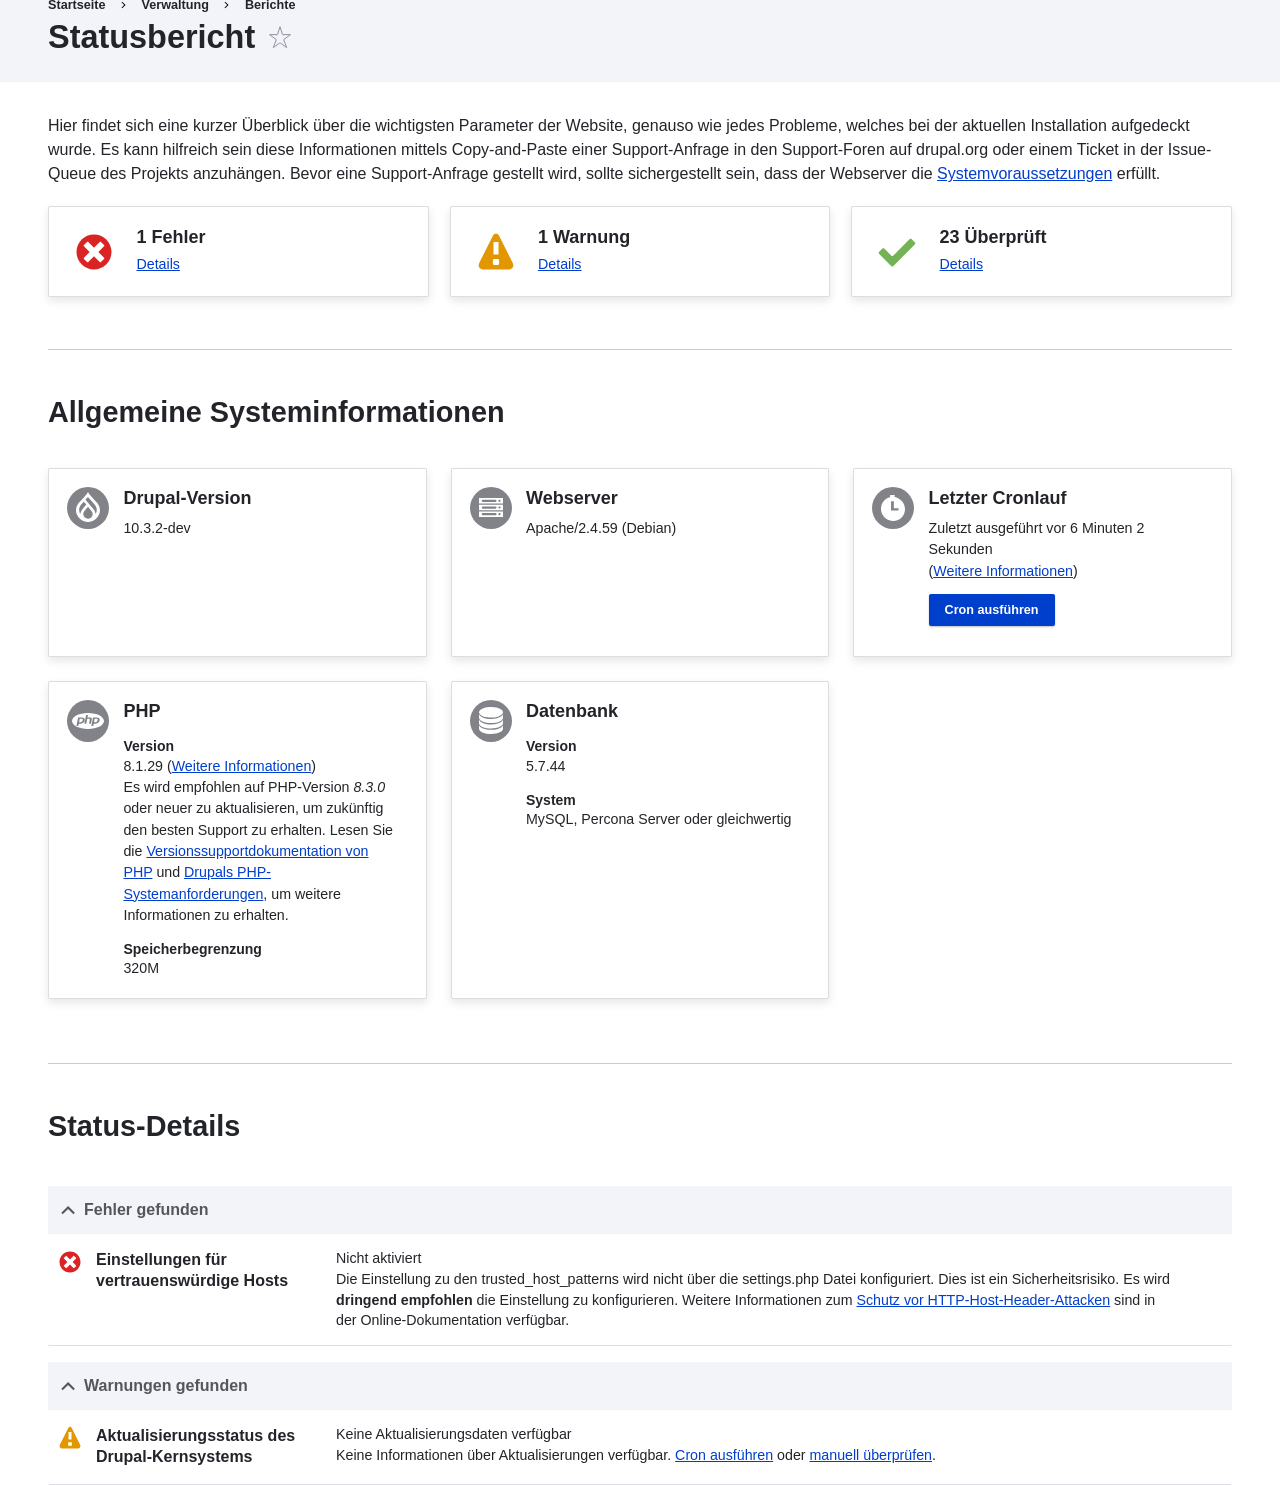 Startseite > Verwaltung > Berichte
Statusbericht
Hier findet sich eine kurzer Überblick über die wichtigsten Parameter der Website, genauso wie jedes Probleme, welches bei der aktuellen Installation aufgedeckt
wurde. Es kann hilfreich sein diese Informationen mittels Copy-and-Paste einer Support-Anfrage in den Support-Foren auf drupal.org oder einem Ticket in der Issue-
Queue des Projekts anzuhängen. Bevor eine Support-Anfrage gestellt wird, sollte sichergestellt sein, dass der Webserver die Systemvoraussetzungen erfüllt.
1 Fehler
Details
1 Warnung
Details
23 Überprüft
Details
Allgemeine Systeminformationen
Drupal-Version
10.3.2-dev
Webserver
Apache/2.4.59 (Debian)
Letzter Cronlauf
Zuletzt ausgeführt vor 6 Minuten 2
Sekunden
(Weitere Informationen)
Cron ausführen
php
PHP
Version
8.1.29 (Weitere Informationen)
Es wird empfohlen auf PHP-Version 8.3.0
oder neuer zu aktualisieren, um zukünftig
den besten Support zu erhalten. Lesen Sie
die Versionssupportdokumentation von
PHP und Drupals PHP-
Systemanforderungen, um weitere
Informationen zu erhalten.
Speicherbegrenzung
320M
Datenbank
Version
5.7.44
System
MySQL, Percona Server oder gleichwertig
Status-Details
Fehler gefunden
Einstellungen für
vertrauenswürdige Hosts
Nicht aktiviert
Die Einstellung zu den trusted_host_patterns wird nicht über die settings.php Datei konfiguriert. Dies ist ein Sicherheitsrisiko. Es wird
dringend empfohlen die Einstellung zu konfigurieren. Weitere Informationen zum Schutz vor HTTP-Host-Header-Attacken sind in
der Online-Dokumentation verfügbar.
Warnungen gefunden
Aktualisierungsstatus des
Drupal-Kernsystems
Keine Aktualisierungsdaten verfügbar
Keine Informationen über Aktualisierungen verfügbar. Cron ausführen oder manuell überprüfen.